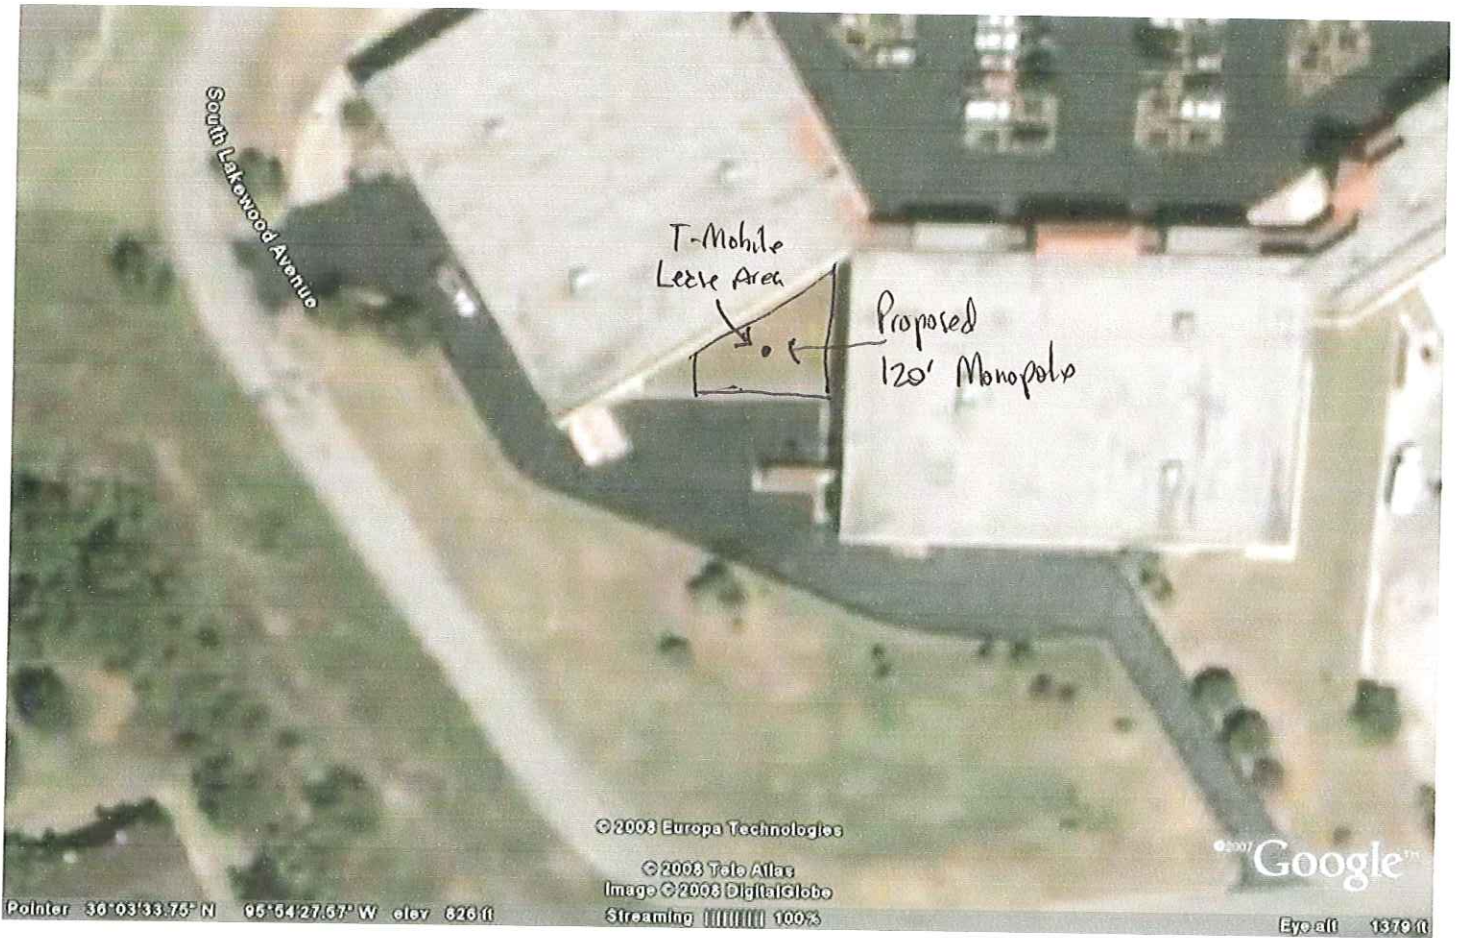 South Lakewood Avenue
T-Mobile
Lease Area
Proposed
120' Monopole
© 2008 Europa Technologies
© 2008 Tele Atlas
Image © 2008 DigitalGlobe
©2007 Google™
Pointer 36°03'33.75" N 95°54'27.57" W elev 826 ft
Streaming ||||||||| 100%
Eye alt 1379 ft